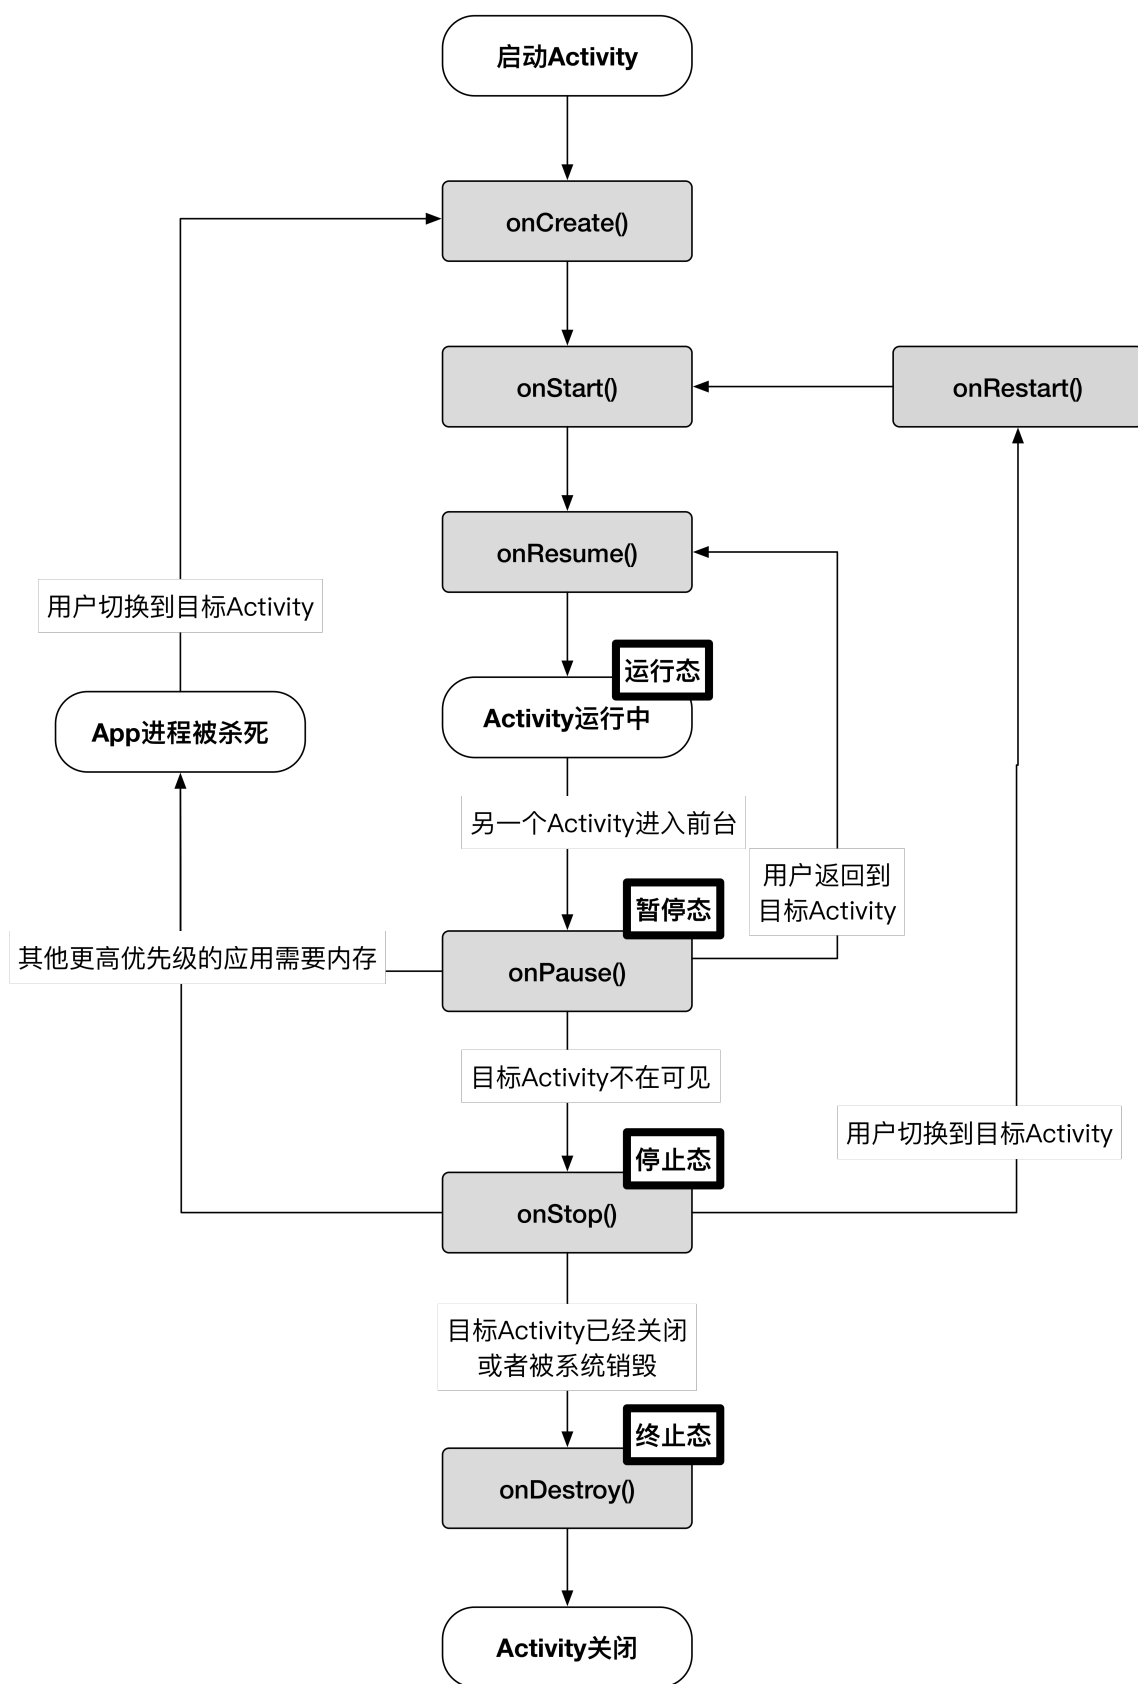 启动Activity
onCreate()
onStart()
onRestart()
onResume()
用户切换到目标Activity
运行态
Activity运行中
App进程被杀死
另一个Activity进入前台
用户返回到
目标Activity
暂停态
其他更高优先级的应用需要内存
onPause()
目标Activity不在可见
用户切换到目标Activity
停止态
onStop()
目标Activity已经关闭
或者被系统销毁
终止态
onDestroy()
Activity关闭